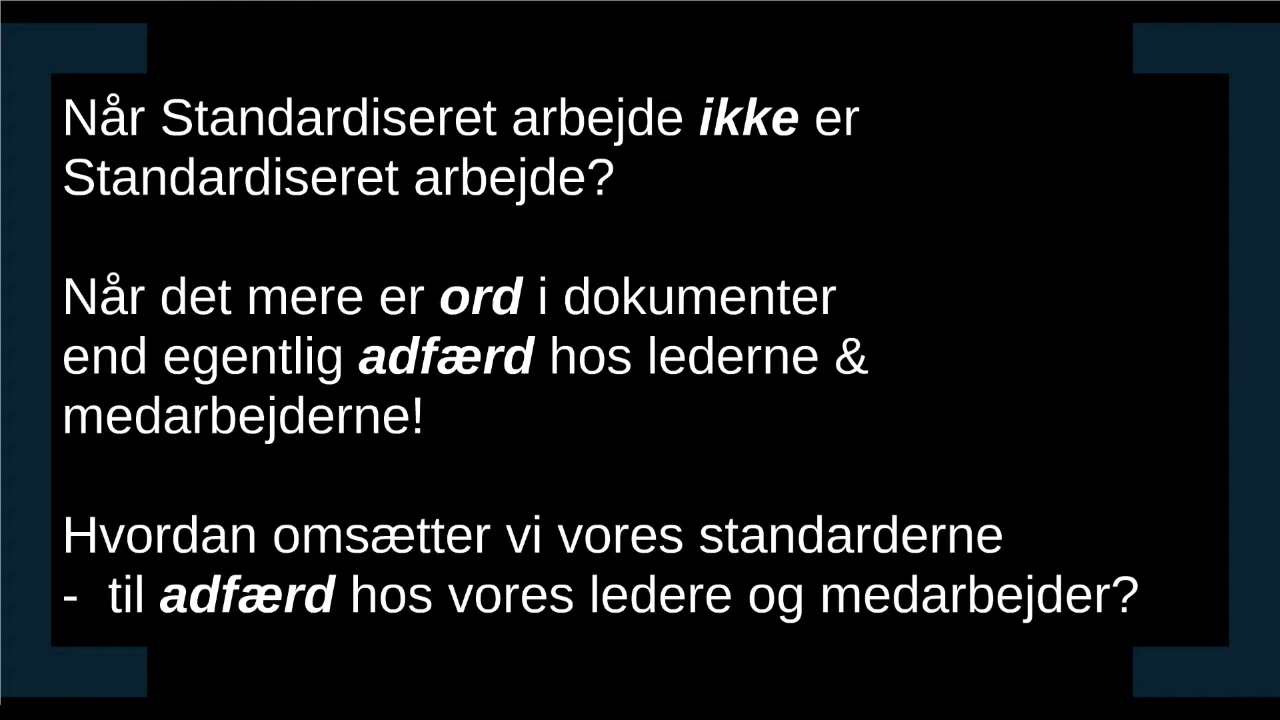 Når Standardiseret arbejde ikke er
Standardiseret arbejde?
Når det mere er ord i dokumenter
end egentlig adfærd hos lederne &
medarbejderne!
Hvordan omsætter vi vores standarderne
- til adfærd hos vores ledere og medarbejder?